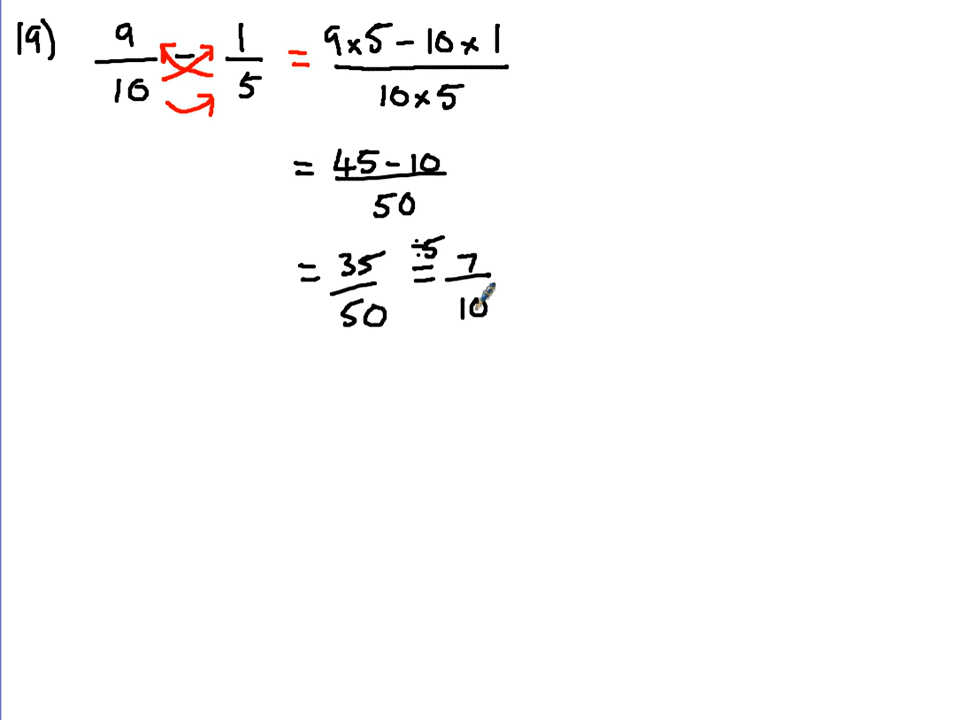 19) 9/10 - 1/5 = (9×5 - 10×1)/(10×5)
= (45 - 10)/50
= 35/50 ÷5 = 7/10